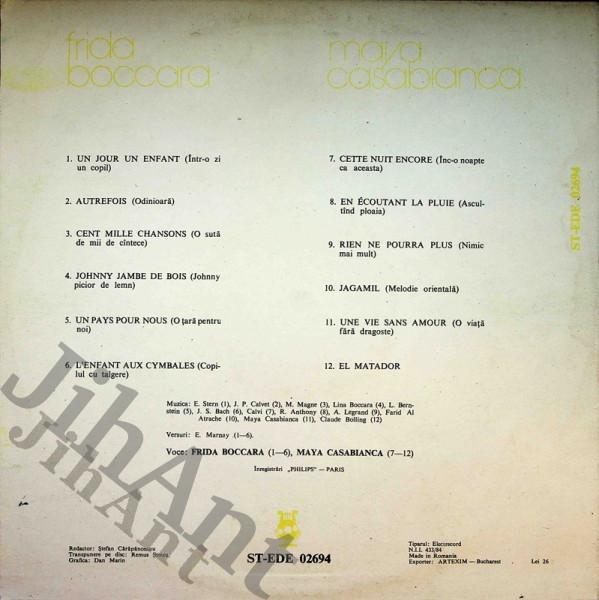 frida
boccara
maya
casabianca
1. UN JOUR UN ENFANT (Într-o zi
un copil)
2. AUTREFOIS (Odinioară)
3. CENT MILLE CHANSONS (O sută
de mii de cîntece)
4. JOHNNY JAMBE DE BOIS (Johnny
picior de lemn)
5. UN PAYS POUR NOUS (O țară pentru
noi)
6. L'ENFANT AUX CYMBALES (Copi-
lul cu talgere)
7. CETTE NUIT ENCORE (Înc-o noapte
ca aceasta)
8. EN ÉCOUTANT LA PLUIE (Ascul-
tînd ploaia)
9. RIEN NE POURRA PLUS (Nimic
mai mult)
10. JAGAMIL (Melodie orientală)
11. UNE VIE SANS AMOUR (O viață
fără dragoste)
12. EL MATADOR
ST-EDE 02694
Muzica: E. Stern (1), J. P. Calvet (2), M. Magne (3), Lina Boccara (4), L. Bern-
stein (5), J. S. Bach (6), Calvi (7), R. Anthony (8), A. Legrand (9), Farid Al
Atrache (10), Maya Casabianca (11), Claude Bolling (12)
Versuri: E. Marnay (1—6).
Voce: FRIDA BOCCARA (1—6), MAYA CASABIANCA (7—12)
Înregistrări „PHILIPS" — PARIS
Redactor: Ștefan Cărăpănceanu
Transpunere pe disc: Remus
Grafica: Dan Marin
ST-EDE 02694
Tiparul: Electrecord
N.I.I. 433/84
Made in Romania
Exporter: ARTEXIM — Bucharest
Lei 26
JihAnt
JihAnt